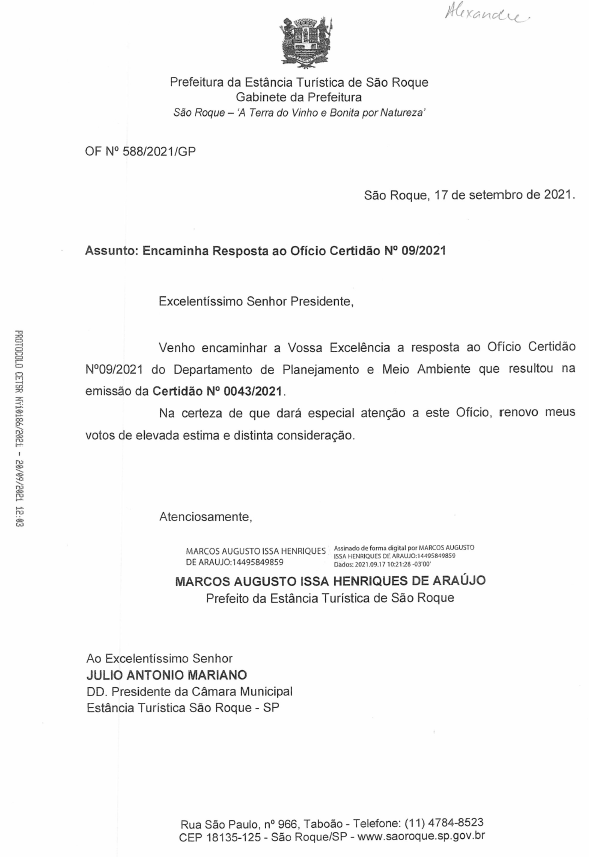 Alexandre.
Prefeitura da Estância Turística de São Roque
Gabinete da Prefeitura
São Roque – 'A Terra do Vinho e Bonita por Natureza'
OF Nº 588/2021/GP
São Roque, 17 de setembro de 2021.
Assunto: Encaminha Resposta ao Ofício Certidão Nº 09/2021
Excelentíssimo Senhor Presidente,
Venho encaminhar a Vossa Excelência a resposta ao Ofício Certidão
Nº09/2021 do Departamento de Planejamento e Meio Ambiente que resultou na
emissão da Certidão Nº 0043/2021.
Na certeza de que dará especial atenção a este Ofício, renovo meus
votos de elevada estima e distinta consideração.
PROTOCOLO CETSR 20/09/2021 12:03
Atenciosamente,
MARCOS AUGUSTO ISSA HENRIQUES
DE ARAUJO:14495849859
Assinado de forma digital por MARCOS AUGUSTO
ISSA HENRIQUES DE ARAUJO:14495849859
Dados: 2021.09.17 10:21:28 -03'00'
MARCOS AUGUSTO ISSA HENRIQUES DE ARAÚJO
Prefeito da Estância Turística de São Roque
Ao Excelentíssimo Senhor
JULIO ANTONIO MARIANO
DD. Presidente da Câmara Municipal
Estância Turística São Roque - SP
Rua São Paulo, nº 966, Taboão - Telefone: (11) 4784-8523
CEP 18135-125 - São Roque/SP - www.saoroque.sp.gov.br